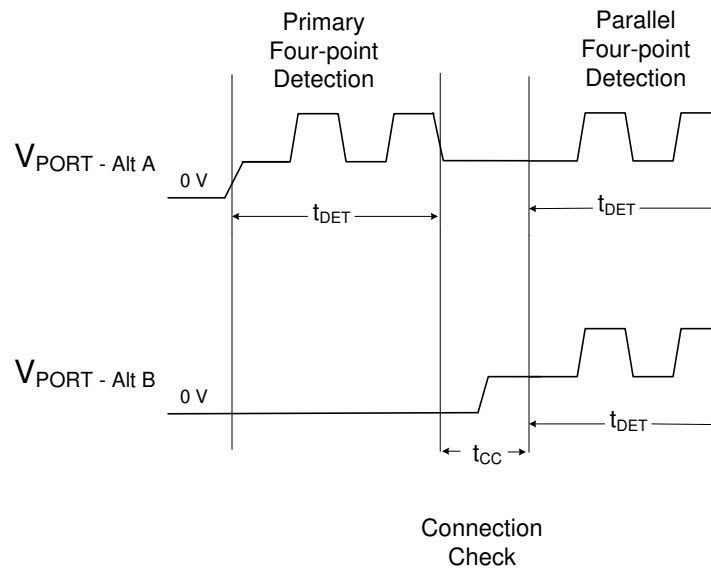 Primary
Four-point
Detection
Parallel
Four-point
Detection
VPORT - Alt A
0 V
tDET
tDET
VPORT - Alt B
0 V
tDET
tCC
Connection
Check